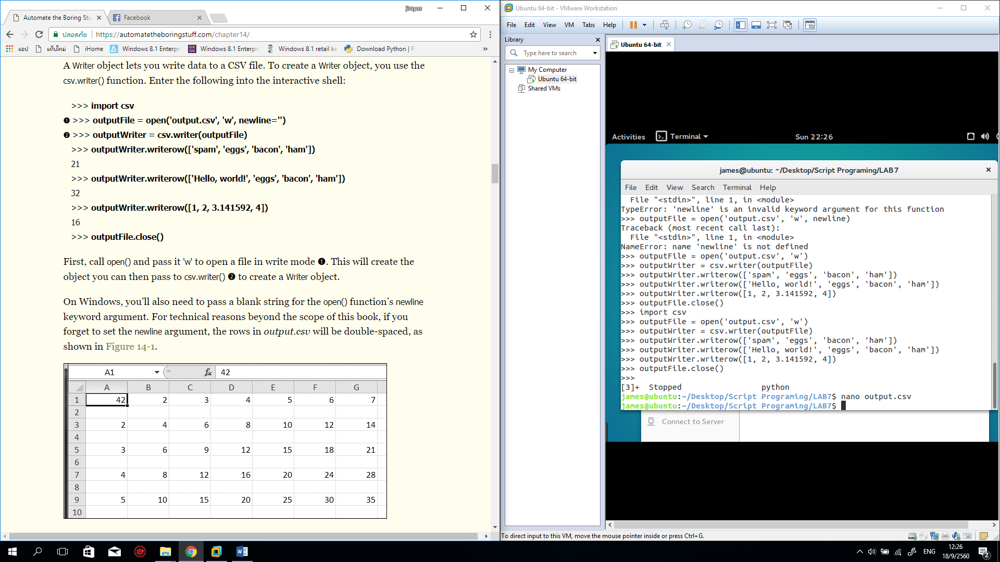 jirayus
Automate the Boring Stu
Facebook
ปลอดภัย
https://automatetheboringstuff.com/chapter14/
แอป
แท็บใหม่
iHome
Windows 8.1 Enterpri
Windows 8.1 Enterpri
Windows 8.1 retail ke
Download Python | P
»
A Writer object lets you write data to a CSV file. To create a Writer object, you use the
csv.writer() function. Enter the following into the interactive shell:
>>> import csv
❶ >>> outputFile = open('output.csv', 'w', newline='')
❷ >>> outputWriter = csv.writer(outputFile)
>>> outputWriter.writerow(['spam', 'eggs', 'bacon', 'ham'])
21
>>> outputWriter.writerow(['Hello, world!', 'eggs', 'bacon', 'ham'])
32
>>> outputWriter.writerow([1, 2, 3.141592, 4])
16
>>> outputFile.close()
First, call open() and pass it 'w' to open a file in write mode ❶. This will create the
object you can then pass to csv.writer() ❷ to create a Writer object.
On Windows, you’ll also need to pass a blank string for the open() function’s newline
keyword argument. For technical reasons beyond the scope of this book, if you
forget to set the newline argument, the rows in output.csv will be double-spaced, as
shown in Figure 14-1.
A1 fx 42
A B C D E F G
1 42 2 3 4 5 6 7
2
3 2 4 6 8 10 12 14
4
5 3 6 9 12 15 18 21
6
7 4 8 12 16 20 24 28
8
9 5 10 15 20 25 30 35
10
Ubuntu 64-bit - VMware Workstation
File Edit View VM Tabs Help
Library
Type here to search
My Computer
Ubuntu 64-bit
Shared VMs
Ubuntu 64-bit
Activities Terminal Sun 22:26
james@ubuntu: ~/Desktop/Script Programing/LAB7
File Edit View Search Terminal Help
File "<stdin>", line 1, in <module>
TypeError: 'newline' is an invalid keyword argument for this function
>>> outputFile = open('output.csv', 'w', newline)
Traceback (most recent call last):
File "<stdin>", line 1, in <module>
NameError: name 'newline' is not defined
>>> outputFile = open('output.csv', 'w')
>>> outputWriter = csv.writer(outputFile)
>>> outputWriter.writerow(['spam', 'eggs', 'bacon', 'ham'])
>>> outputWriter.writerow(['Hello, world!', 'eggs', 'bacon', 'ham'])
>>> outputWriter.writerow([1, 2, 3.141592, 4])
>>> outputFile.close()
>>> import csv
>>> outputFile = open('output.csv', 'w')
>>> outputWriter = csv.writer(outputFile)
>>> outputWriter.writerow(['spam', 'eggs', 'bacon', 'ham'])
>>> outputWriter.writerow(['Hello, world!', 'eggs', 'bacon', 'ham'])
>>> outputWriter.writerow([1, 2, 3.141592, 4])
>>> outputFile.close()
>>>
[3]+ Stopped python
james@ubuntu:~/Desktop/Script Programing/LAB7$ nano output.csv
james@ubuntu:~/Desktop/Script Programing/LAB7$
Connect to Server
To direct input to this VM, move the mouse pointer inside or press Ctrl+G.
ENG
12:26
18/9/2560
2